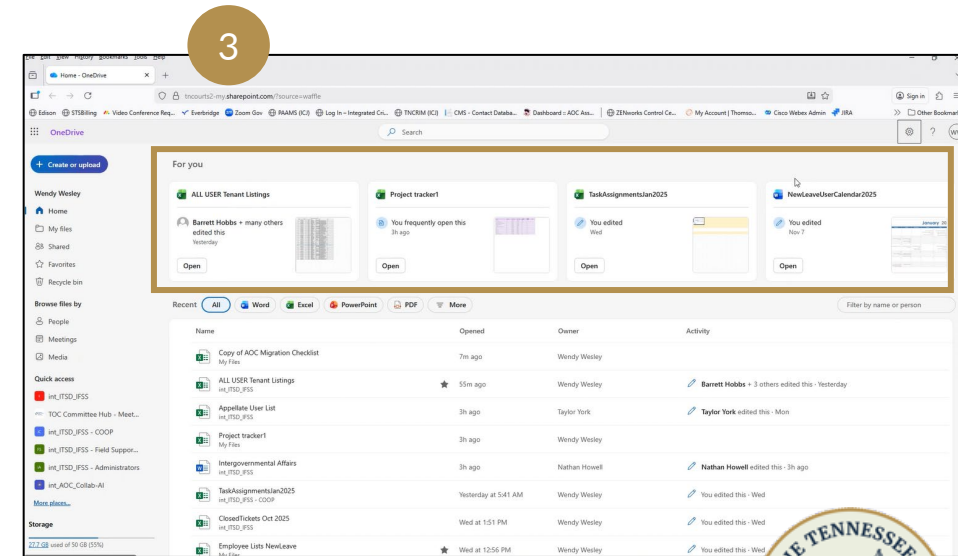 3
File Edit View History Bookmarks Tools Help
Home - OneDrive
tncourts2-my.sharepoint.com/?source=waffle
Sign in
Edison STSBilling Video Conference Req... Everbridge Zoom Gov PAAMS (ICJ) Log In – Integrated Cri... TNCRIM (ICJ) CMS - Contact Databa... Dashboard :: AOC Ass... ZENworks Control Ce... My Account | Thomso... Cisco Webex Admin JIRA Other Bookmar
OneDrive
Search
+ Create or upload
Wendy Wesley
Home
My files
Shared
Favorites
Recycle bin
Browse files by
People
Meetings
Media
Quick access
int_ITSD_IFSS
TOC Committee Hub - Meet...
int_ITSD_IFSS - COOP
int_ITSD_IFSS - Field Suppor...
int_ITSD_IFSS - Administrators
int_AOC_Collab-AI
More places...
Storage
27.7 GB used of 50 GB (55%)
For you
ALL USER Tenant Listings
Barrett Hobbs + many others
edited this
Yesterday
Open
Project tracker1
You frequently open this
3h ago
Open
TaskAssignmentsJan2025
You edited
Wed
Open
NewLeaveUserCalendar2025
You edited
Nov 7
January 20
Open
Recent All Word Excel PowerPoint PDF More Filter by name or person
Name Opened Owner Activity
Copy of AOC Migration Checklist 7m ago Wendy Wesley
My Files
ALL USER Tenant Listings 55m ago Wendy Wesley Barrett Hobbs + 3 others edited this · Yesterday
int_ITSD_IFSS
Appellate User List 3h ago Taylor York Taylor York edited this · Mon
int_ITSD_IFSS
Project tracker1 3h ago Wendy Wesley
My Files
Intergovernmental Affairs 3h ago Nathan Howell Nathan Howell edited this · 3h ago
int_ITSD_IFSS
TaskAssignmentsJan2025 Yesterday at 5:41 AM Wendy Wesley You edited this · Wed
int_ITSD_IFSS - COOP
ClosedTickets Oct 2025 Wed at 1:51 PM Wendy Wesley You edited this · Wed
int_ITSD_IFSS
Employee Lists NewLeave Wed at 12:56 PM Wendy Wesley You edited this · Wed
My Files
TENNESSEE